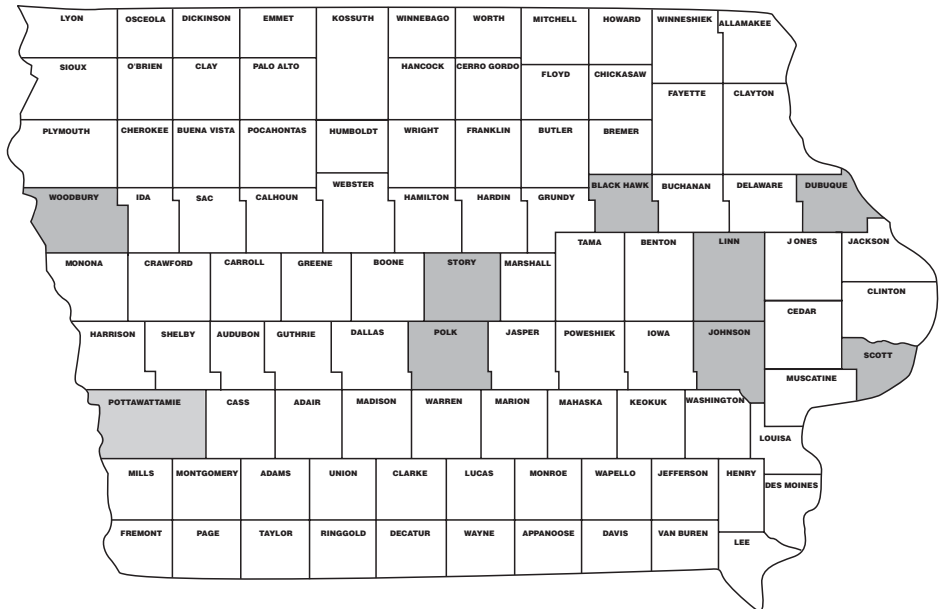 LYON OSCEOLA DICKINSON EMMET KOSSUTH WINNEBAGO WORTH MITCHELL HOWARD WINNESHIEK ALLAMAKEE
SIOUX O'BRIEN CLAY PALO ALTO HANCOCK CERRO GORDO FLOYD CHICKASAW
FAYETTE CLAYTON
PLYMOUTH CHEROKEE BUENA VISTA POCAHONTAS HUMBOLDT WRIGHT FRANKLIN BUTLER BREMER
WOODBURY IDA SAC CALHOUN WEBSTER HAMILTON HARDIN GRUNDY BLACK HAWK BUCHANAN DELAWARE DUBUQUE
MONONA CRAWFORD CARROLL GREENE BOONE STORY MARSHALL TAMA BENTON LINN JONES JACKSON
CLINTON
HARRISON SHELBY AUDUBON GUTHRIE DALLAS POLK JASPER POWESHIEK IOWA JOHNSON CEDAR
SCOTT
MUSCATINE
POTTAWATTAMIE CASS ADAIR MADISON WARREN MARION MAHASKA KEOKUK WASHINGTON
LOUISA
MILLS MONTGOMERY ADAMS UNION CLARKE LUCAS MONROE WAPELLO JEFFERSON HENRY
DES MOINES
FREMONT PAGE TAYLOR RINGGOLD DECATUR WAYNE APPANOOSE DAVIS VAN BUREN
LEE